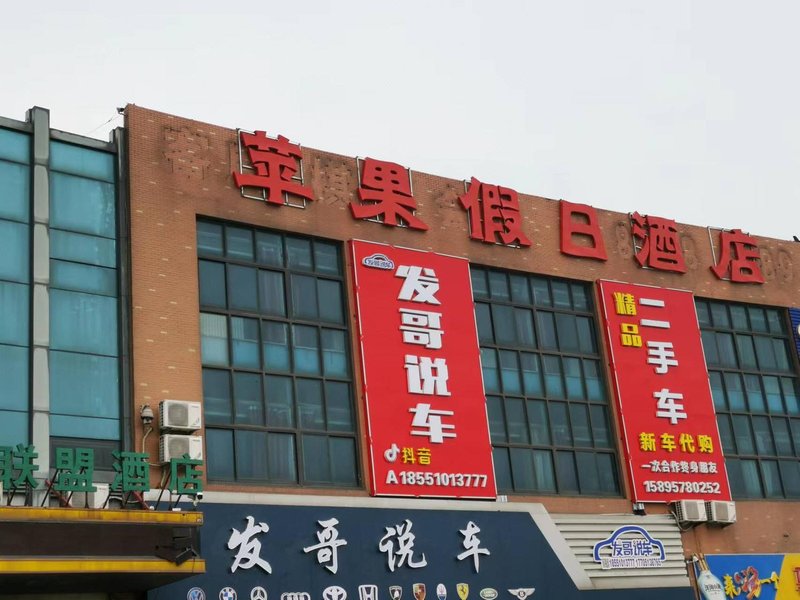 苹果假日酒店
发哥说车
抖音
A18551013777
精品
二手车
新车代购
一次合作终身朋友
15895780252
联盟酒店
发哥说车
发哥说车